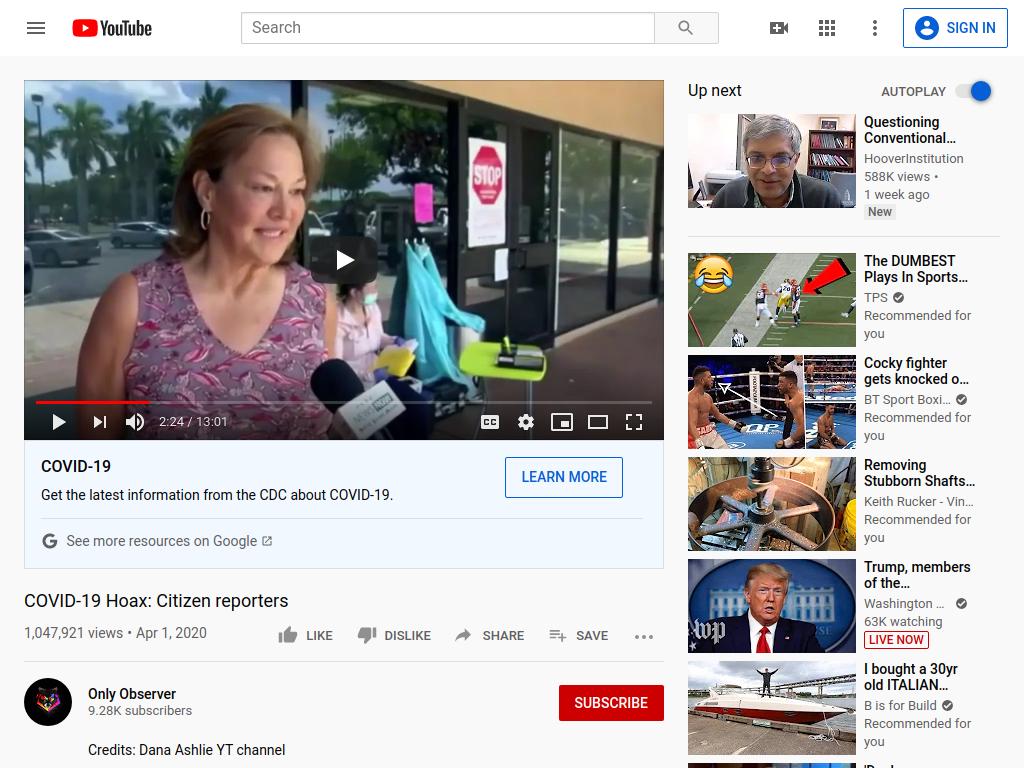 YouTube
Search
SIGN IN
STOP
NEWS
2:24 / 13:01
CC
COVID-19
Get the latest information from the CDC about COVID-19.
LEARN MORE
See more resources on Google
COVID-19 Hoax: Citizen reporters
1,047,921 views • Apr 1, 2020
LIKE
DISLIKE
SHARE
SAVE
Only Observer
9.28K subscribers
SUBSCRIBE
Credits: Dana Ashlie YT channel
Up next
AUTOPLAY
Questioning
Conventional...
HooverInstitution
588K views •
1 week ago
New
The DUMBEST
Plays In Sports...
TPS
Recommended for
you
Cocky fighter
gets knocked o...
BT Sport Boxi...
Recommended for
you
Removing
Stubborn Shafts...
Keith Rucker - Vin...
Recommended for
you
wp
Trump, members
of the...
Washington ...
63K watching
LIVE NOW
I bought a 30yr
old ITALIAN...
B is for Build
Recommended for
you